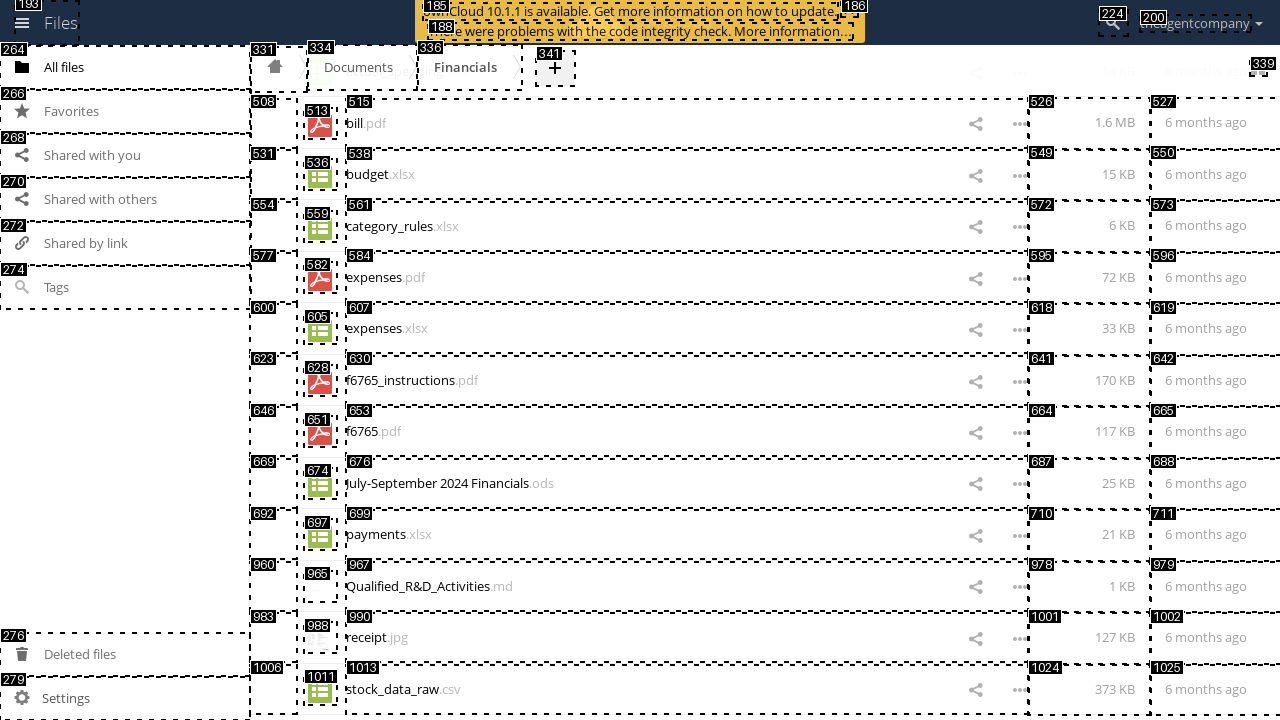 193
Files
185
ownCloud 10.1.1 is available. Get more information on how to update.
186
188
There were problems with the code integrity check. More information…
224
200
theagentcompany
264
All files
266
Favorites
268
Shared with you
270
Shared with others
272
Shared by link
274
Tags
276
Deleted files
279
Settings
331
334
Documents
336
Financials
341
+
339
508
513
515
bill.pdf
526
1.6 MB
527
6 months ago
531
536
538
budget.xlsx
549
15 KB
550
6 months ago
554
559
561
category_rules.xlsx
572
6 KB
573
6 months ago
577
582
584
expenses.pdf
595
72 KB
596
6 months ago
600
605
607
expenses.xlsx
618
33 KB
619
6 months ago
623
628
630
f6765_instructions.pdf
641
170 KB
642
6 months ago
646
651
653
f6765.pdf
664
117 KB
665
6 months ago
669
674
676
July-September 2024 Financials.ods
687
25 KB
688
6 months ago
692
697
699
payments.xlsx
710
21 KB
711
6 months ago
960
965
967
Qualified_R&D_Activities.md
978
1 KB
979
6 months ago
983
988
990
receipt.jpg
1001
127 KB
1002
6 months ago
1006
1011
1013
stock_data_raw.csv
1024
373 KB
1025
6 months ago